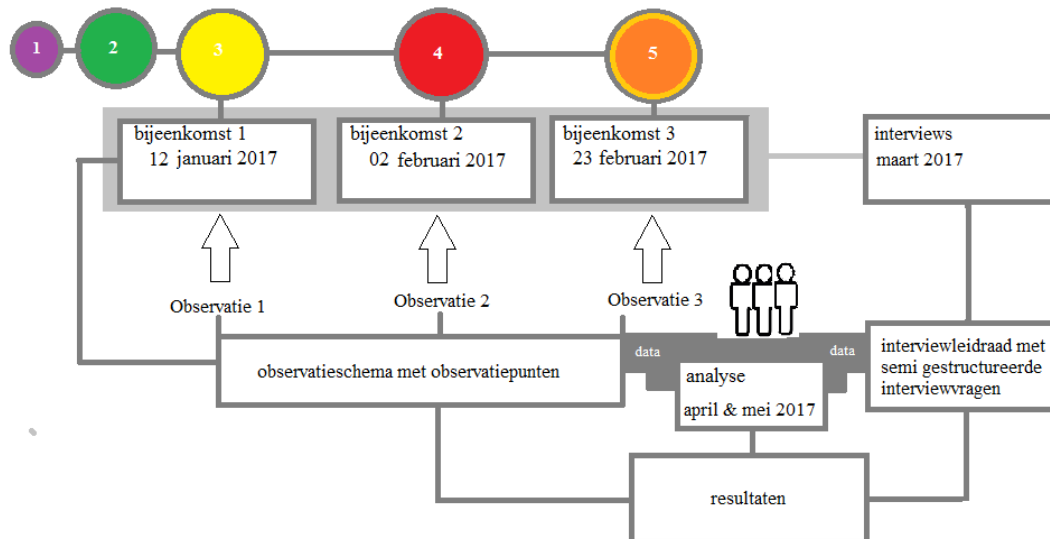 1
2
3
4
5
bijeenkomst 1
12 januari 2017
bijeenkomst 2
02 februari 2017
bijeenkomst 3
23 februari 2017
interviews
maart 2017
Observatie 1
Observatie 2
Observatie 3
observatieschema met observatiepunten
data
data
analyse
april & mei 2017
interviewleidraad met
semi gestructureerde
interviewvragen
resultaten